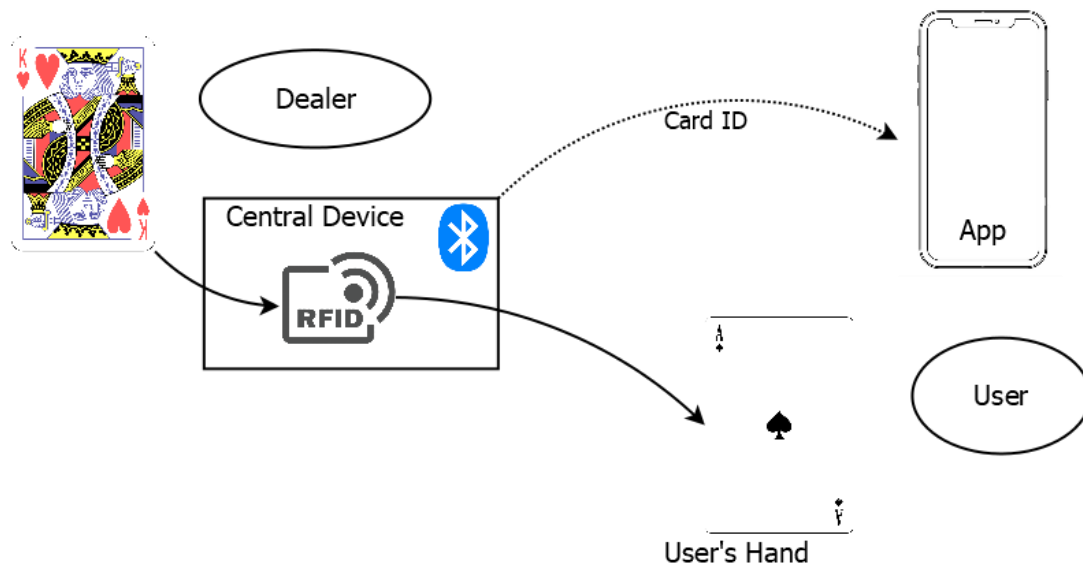 K
Dealer
Card ID
Central Device
RFID
App
K
A
User
A
User's Hand